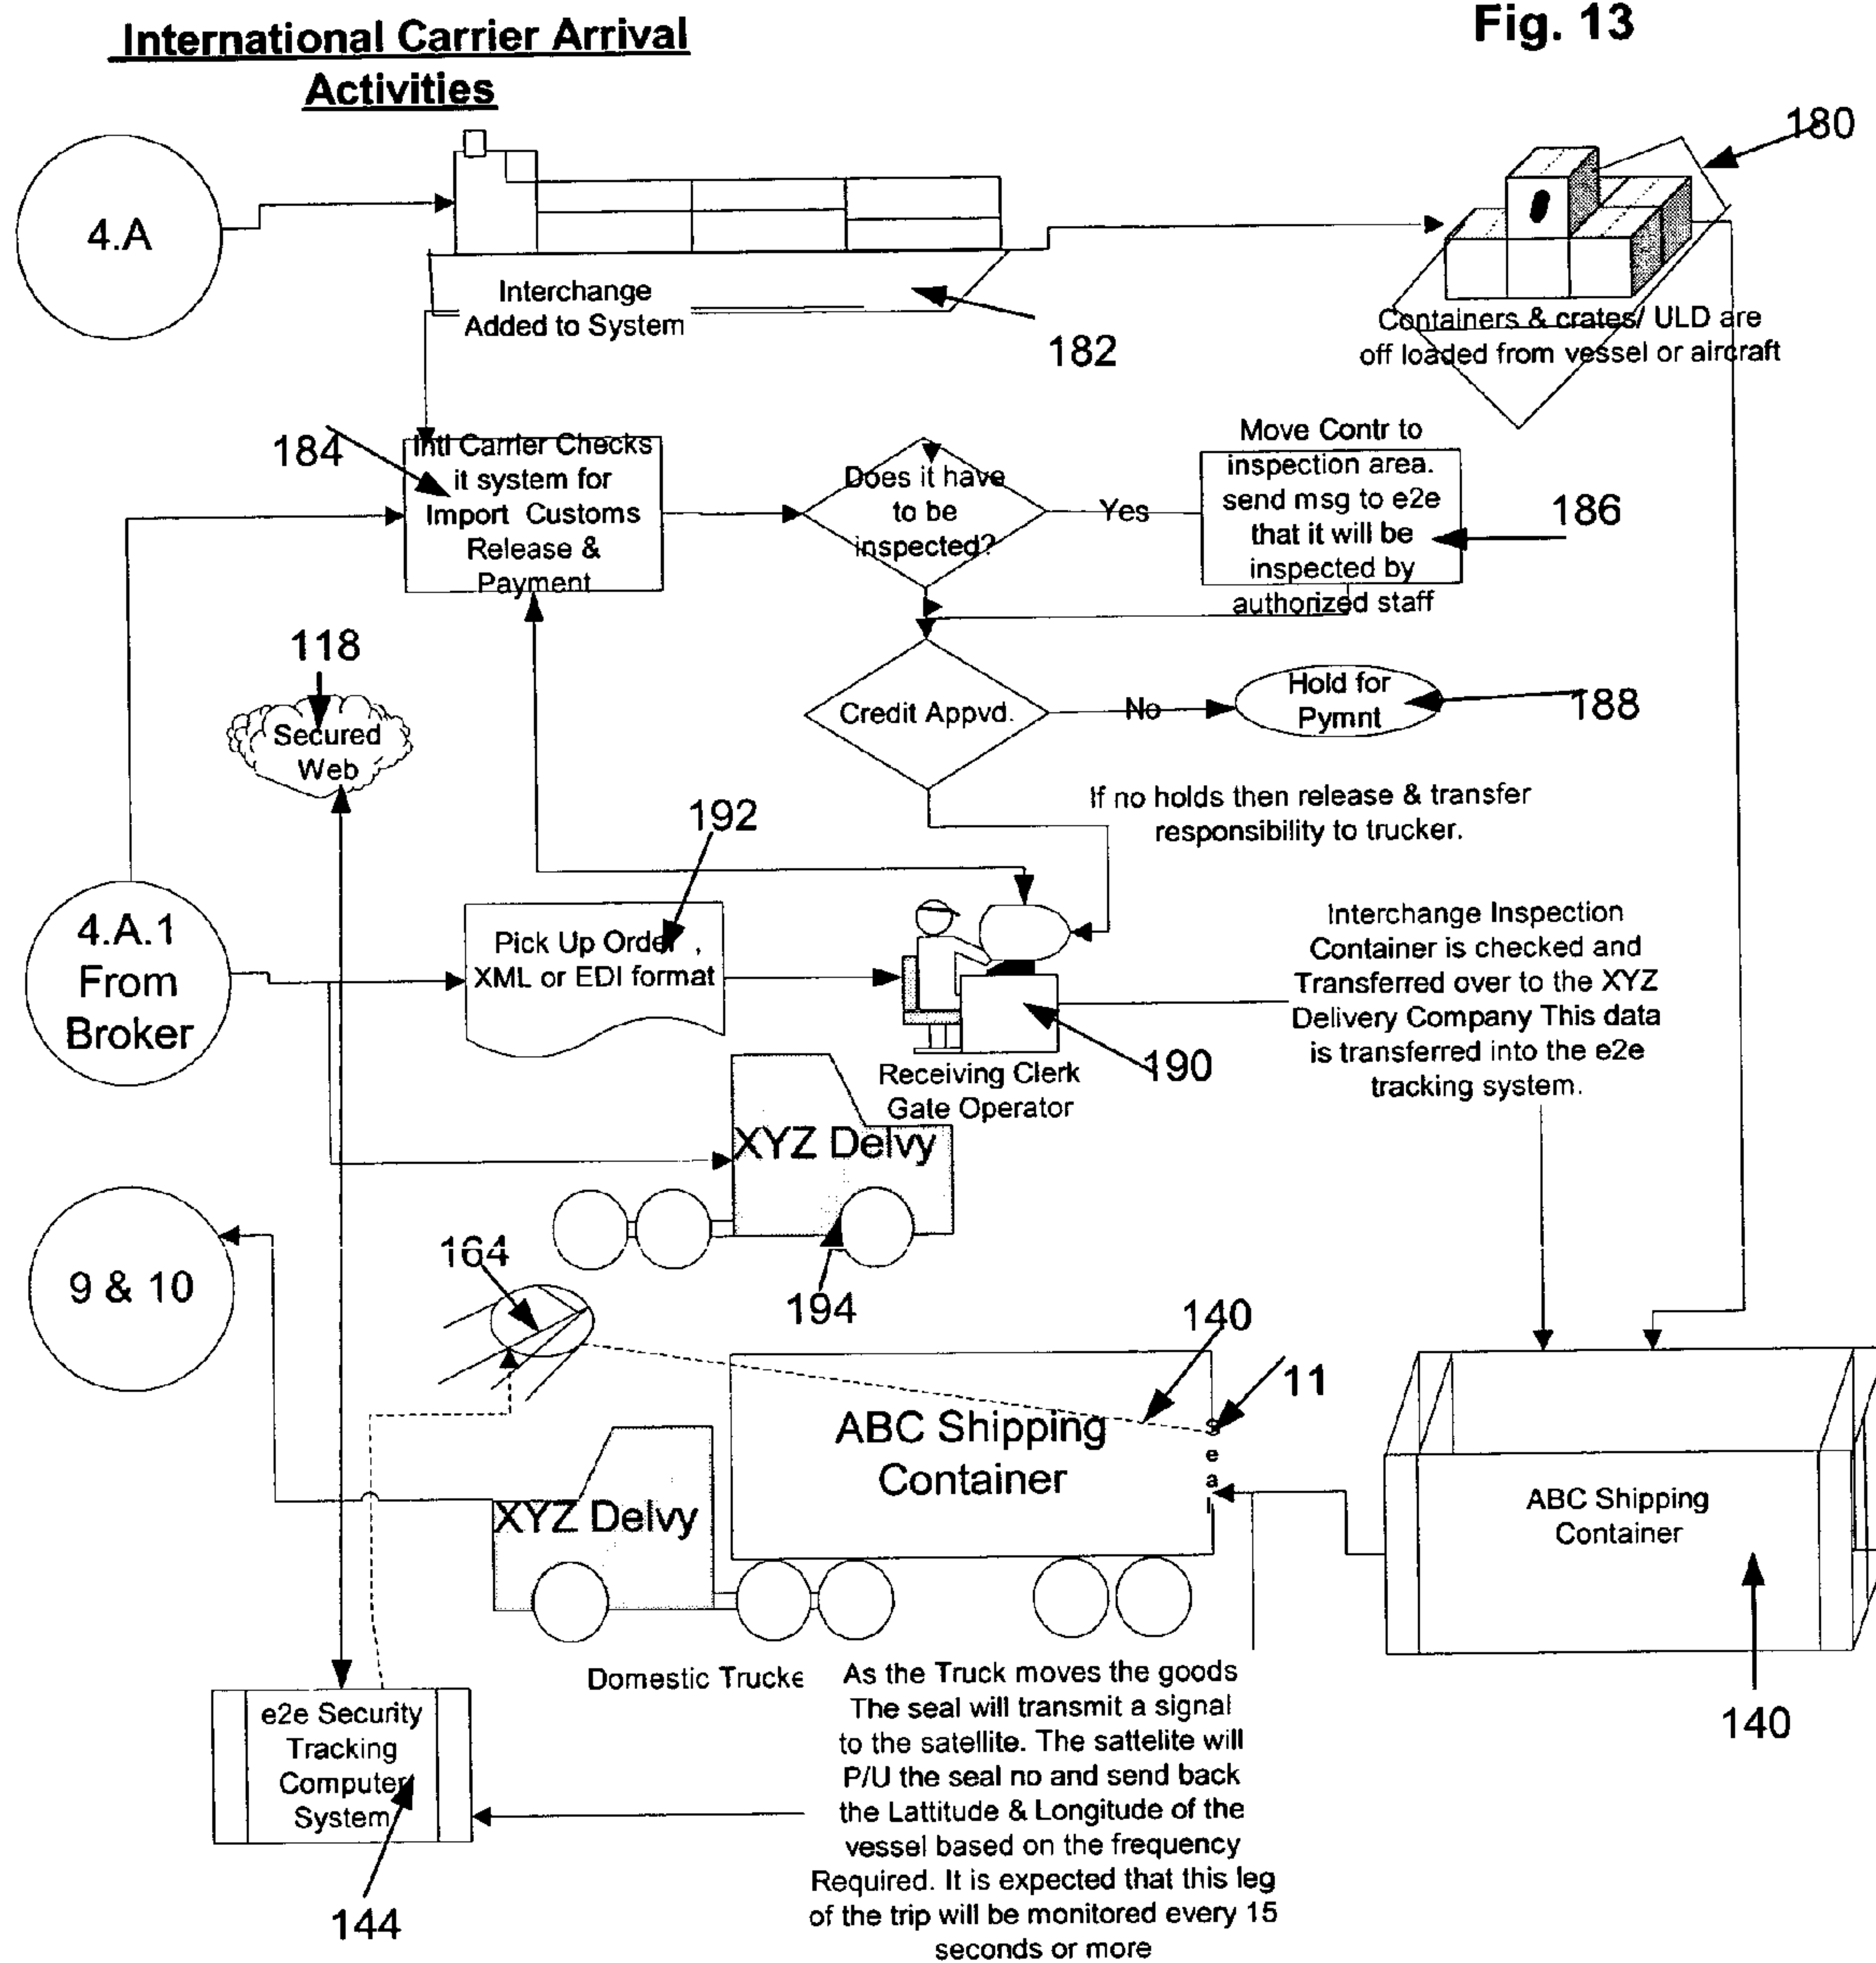 International Carrier Arrival
Activities
Fig. 13
180
4.A
Interchange
Added to System
182
Containers & crates/ ULD are
off loaded from vessel or aircraft
184
Intl Carrier Checks
it system for
Import Customs
Release &
Payment
Does it have
to be
inspected?
Yes
Move Contr to
inspection area.
send msg to e2e
that it will be
inspected by
authorized staff
186
118
Secured
Web
Credit Appvd.
No
Hold for
Pymnt
188
If no holds then release & transfer
responsibility to trucker.
192
4.A.1
From
Broker
Pick Up Order ,
XML or EDI format
Receiving Clerk
Gate Operator
190
Interchange Inspection
Container is checked and
Transferred over to the XYZ
Delivery Company This data
is transferred into the e2e
tracking system.
XYZ Delvy
194
9 & 10
164
140
11
ABC Shipping
Container
S
e
a
l
XYZ Delvy
ABC Shipping
Container
140
Domestic Trucke
As the Truck moves the goods
The seal will transmit a signal
to the satellite. The sattelite will
P/U the seal no and send back
the Lattitude & Longitude of the
vessel based on the frequency
Required. It is expected that this leg
of the trip will be monitored every 15
seconds or more
e2e Security
Tracking
Computer
System
144